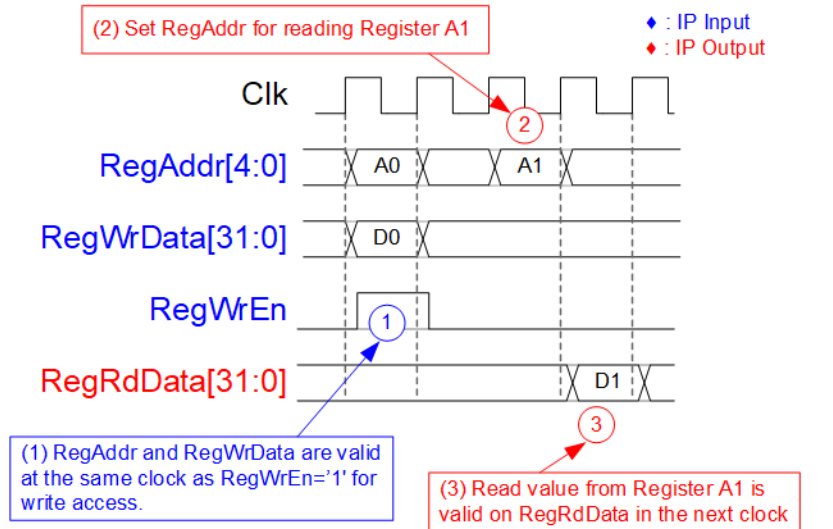 (2) Set RegAddr for reading Register A1
♦ : IP Input
♦ : IP Output
Clk
2
RegAddr[4:0]
A0
A1
RegWrData[31:0]
D0
RegWrEn
1
RegRdData[31:0]
D1
3
(1) RegAddr and RegWrData are valid
at the same clock as RegWrEn=’1' for
write access.
(3) Read value from Register A1 is
valid on RegRdData in the next clock